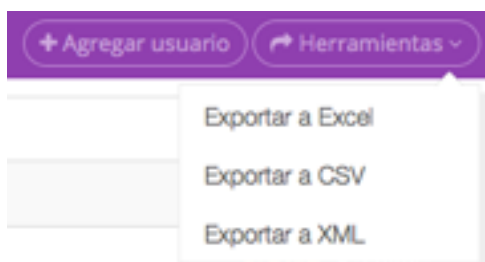 + Agregar usuario Herramientas
Exportar a Excel
Exportar a CSV
Exportar a XML